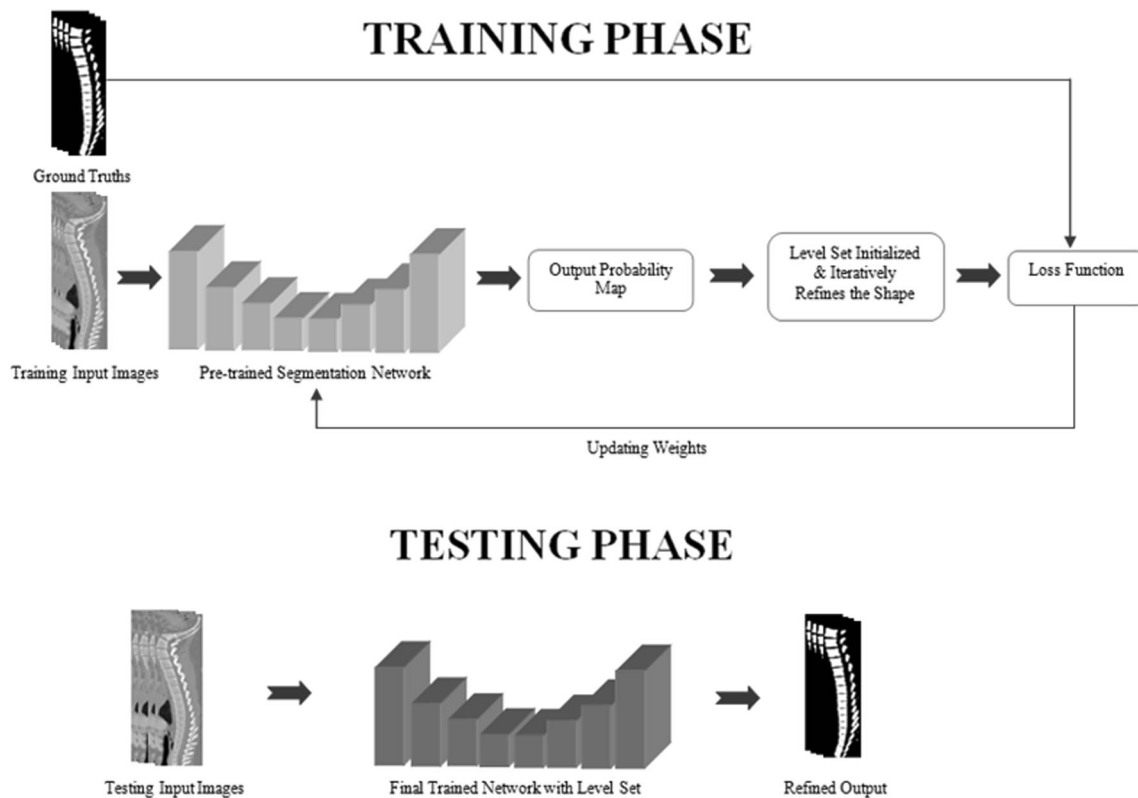 TRAINING PHASE
Ground Truths
Training Input Images
Pre-trained Segmentation Network
Output Probability
Map
Level Set Initialized
& Iteratively
Refines the Shape
Loss Function
Updating Weights
TESTING PHASE
Testing Input Images
Final Trained Network with Level Set
Refined Output